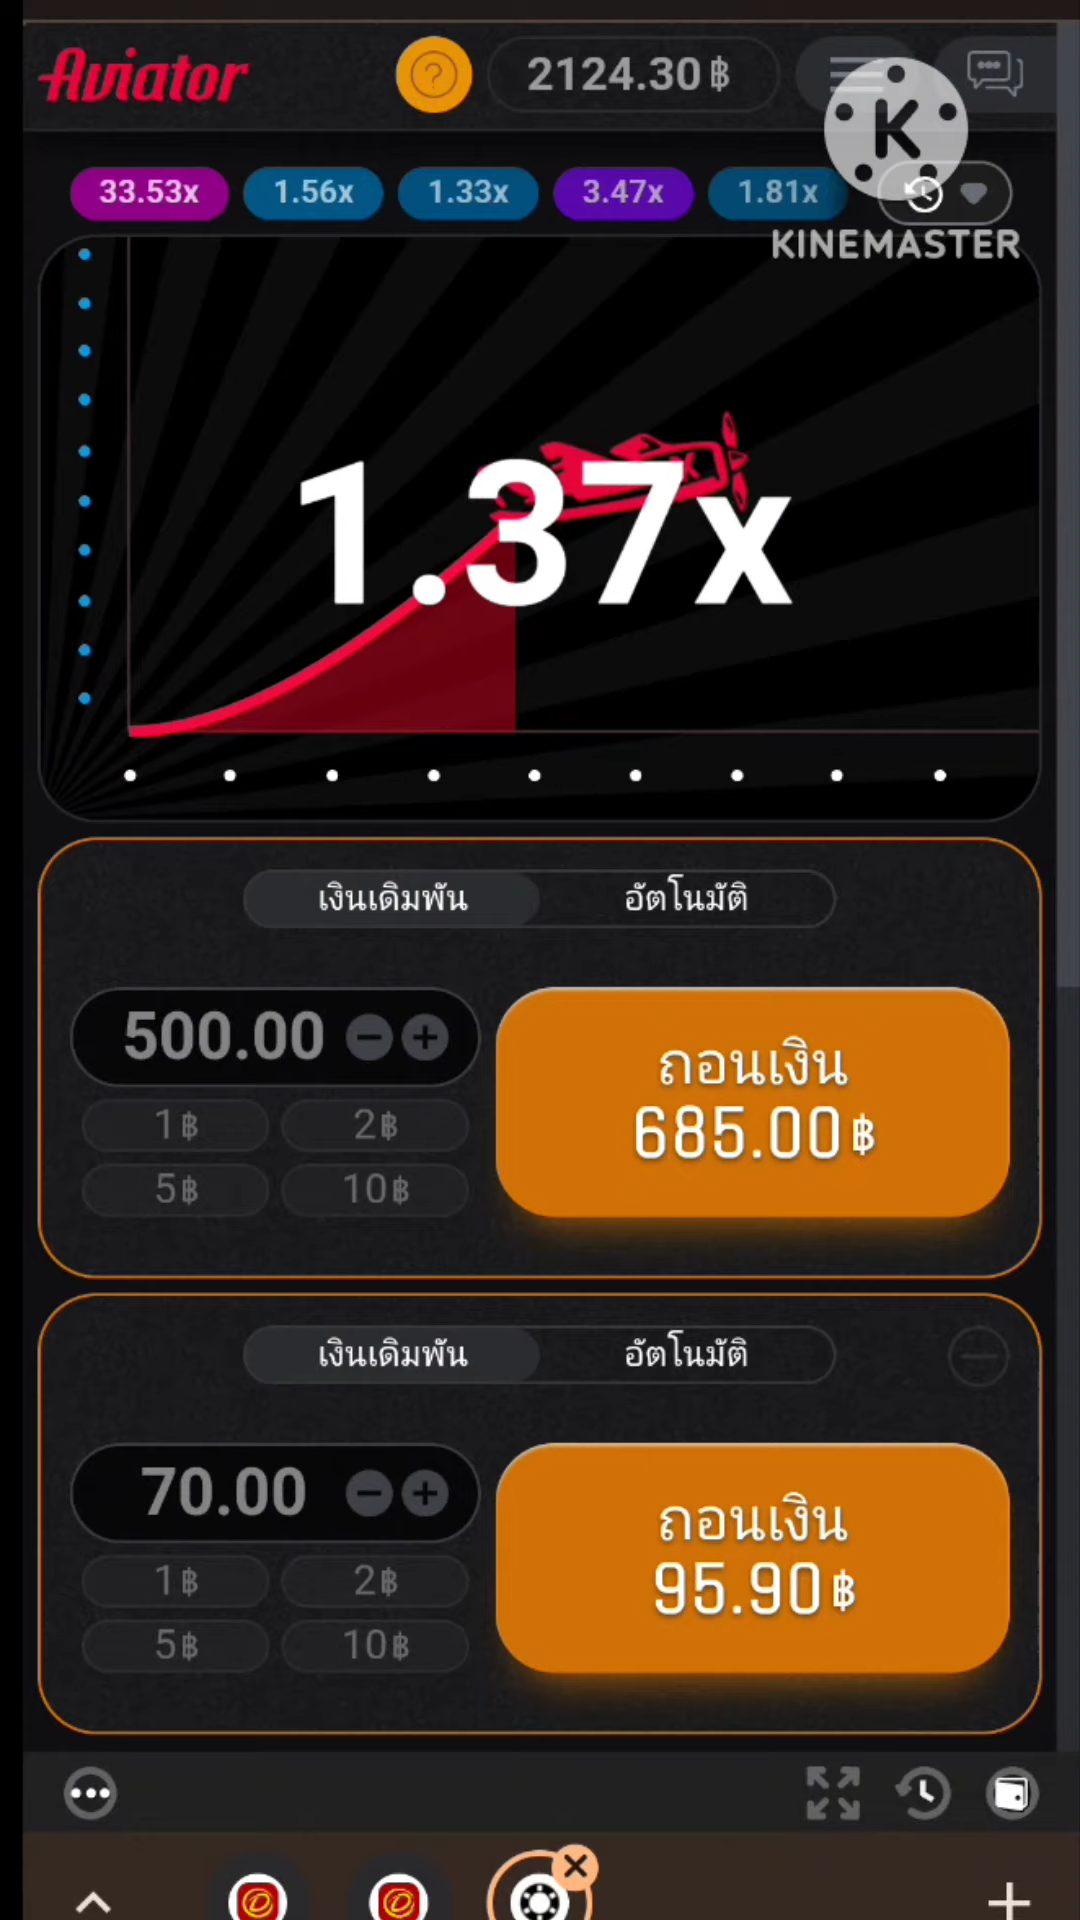 Aviator
2124.30฿
K
KINEMASTER
33.53x 1.56x 1.33x 3.47x 1.81x
1.37x
เงินเดิมพัน อัตโนมัติ
500.00
ถอนเงิน
685.00฿
1฿ 2฿
5฿ 10฿
เงินเดิมพัน อัตโนมัติ
70.00
ถอนเงิน
95.90฿
1฿ 2฿
5฿ 10฿